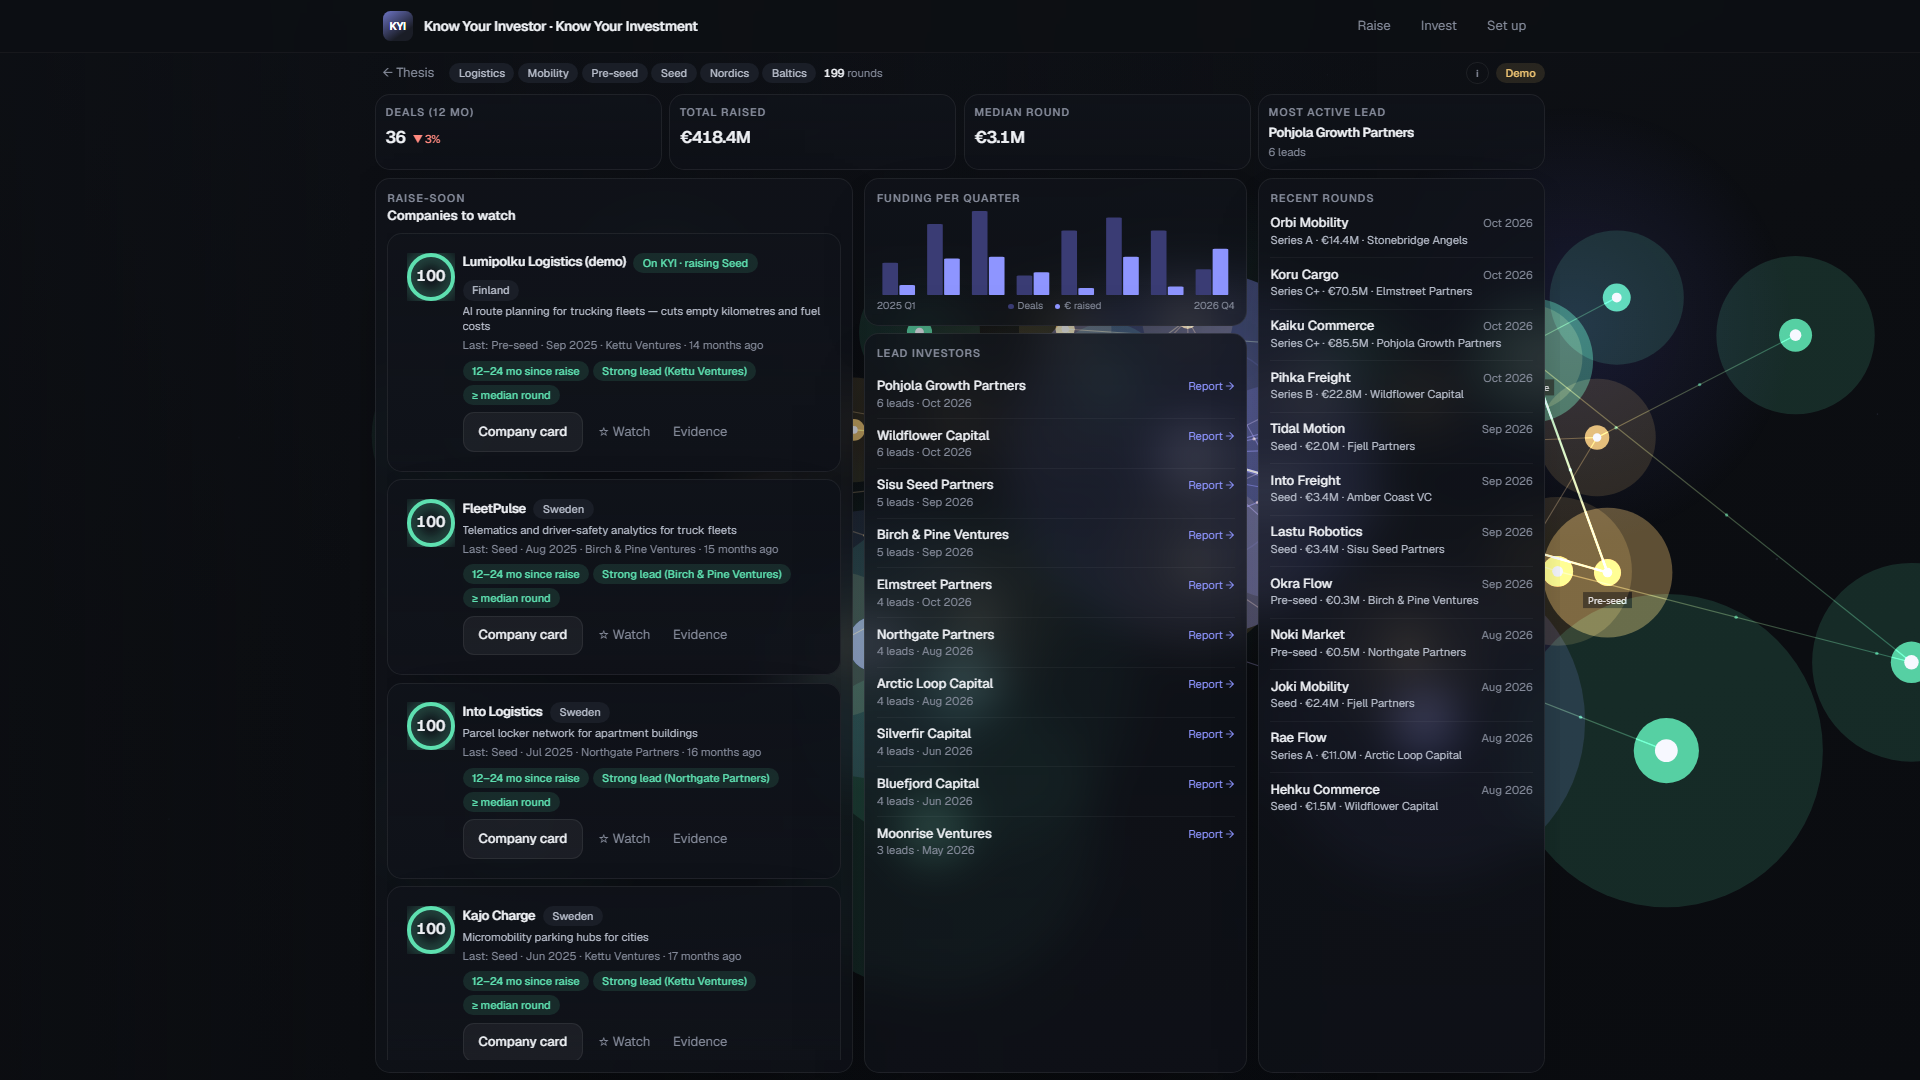 KYI
Know Your Investor · Know Your Investment
Raise
Invest
Set up
← Thesis
Logistics
Mobility
Pre-seed
Seed
Nordics
Baltics
199 rounds
i
Demo
DEALS (12 MO)
36 ▼3%
TOTAL RAISED
€418.4M
MEDIAN ROUND
€3.1M
MOST ACTIVE LEAD
Pohjola Growth Partners
6 leads
RAISE-SOON
Companies to watch
100
Lumipolku Logistics (demo)
On KYI · raising Seed
Finland
AI route planning for trucking fleets — cuts empty kilometres and fuel
costs
Last: Pre-seed · Sep 2025 · Kettu Ventures · 14 months ago
12–24 mo since raise
Strong lead (Kettu Ventures)
≥ median round
Company card
☆ Watch
Evidence
100
FleetPulse
Sweden
Telematics and driver-safety analytics for truck fleets
Last: Seed · Aug 2025 · Birch & Pine Ventures · 15 months ago
12–24 mo since raise
Strong lead (Birch & Pine Ventures)
≥ median round
Company card
☆ Watch
Evidence
100
Into Logistics
Sweden
Parcel locker network for apartment buildings
Last: Seed · Jul 2025 · Northgate Partners · 16 months ago
12–24 mo since raise
Strong lead (Northgate Partners)
≥ median round
Company card
☆ Watch
Evidence
100
Kajo Charge
Sweden
Micromobility parking hubs for cities
Last: Seed · Jun 2025 · Kettu Ventures · 17 months ago
12–24 mo since raise
Strong lead (Kettu Ventures)
≥ median round
Company card
☆ Watch
Evidence
FUNDING PER QUARTER
2025 Q1
Deals
€ raised
2026 Q4
LEAD INVESTORS
Pohjola Growth Partners
Report →
6 leads · Oct 2026
Wildflower Capital
Report →
6 leads · Oct 2026
Sisu Seed Partners
Report →
5 leads · Sep 2026
Birch & Pine Ventures
Report →
5 leads · Sep 2026
Elmstreet Partners
Report →
4 leads · Oct 2026
Northgate Partners
Report →
4 leads · Aug 2026
Arctic Loop Capital
Report →
4 leads · Aug 2026
Silverfir Capital
Report →
4 leads · Jun 2026
Bluefjord Capital
Report →
4 leads · Jun 2026
Moonrise Ventures
Report →
3 leads · May 2026
RECENT ROUNDS
Orbi Mobility
Oct 2026
Series A · €14.4M · Stonebridge Angels
Koru Cargo
Oct 2026
Series C+ · €70.5M · Elmstreet Partners
Kaiku Commerce
Oct 2026
Series C+ · €85.5M · Pohjola Growth Partners
Pihka Freight
Oct 2026
Series B · €22.8M · Wildflower Capital
Tidal Motion
Sep 2026
Seed · €2.0M · Fjell Partners
Into Freight
Sep 2026
Seed · €3.4M · Amber Coast VC
Lastu Robotics
Sep 2026
Seed · €3.4M · Sisu Seed Partners
Okra Flow
Sep 2026
Pre-seed · €0.3M · Birch & Pine Ventures
Noki Market
Aug 2026
Pre-seed · €0.5M · Northgate Partners
Joki Mobility
Aug 2026
Seed · €2.4M · Fjell Partners
Rae Flow
Aug 2026
Series A · €11.0M · Arctic Loop Capital
Hehku Commerce
Aug 2026
Seed · €1.5M · Wildflower Capital
Pre-seed